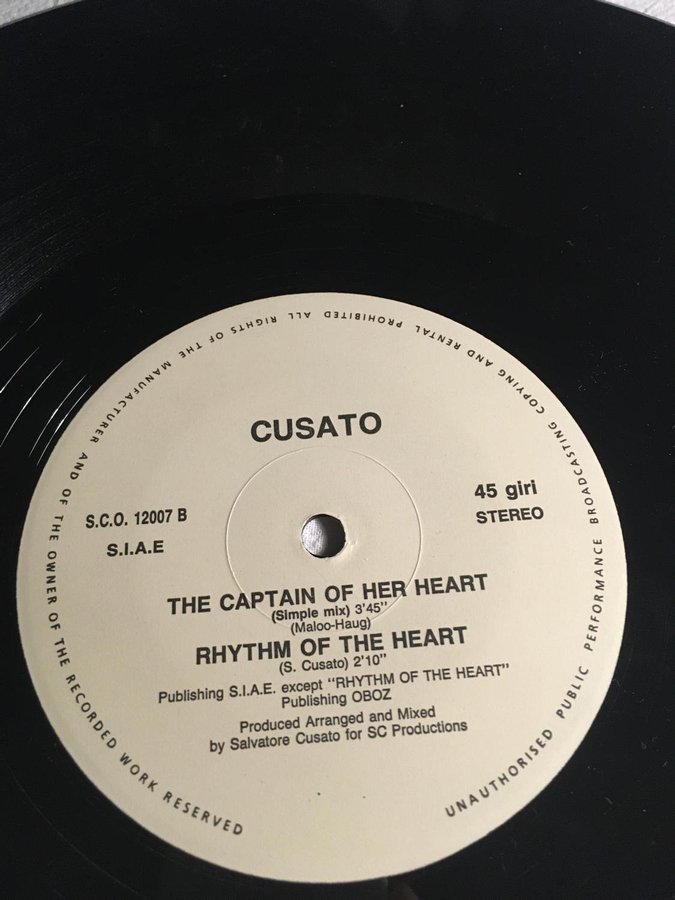 CUSATO
S.C.O. 12007 B
S.I.A.E
45 giri
STEREO
THE CAPTAIN OF HER HEART
(Simple mix) 3'45"
(Maloo-Haug)
RHYTHM OF THE HEART
(S. Cusato) 2'10"
Publishing S.I.A.E. except "RHYTHM OF THE HEART"
Publishing OBOZ
Produced Arranged and Mixed
by Salvatore Cusato for SC Productions
ALL RIGHTS OF THE MANUFACTURER AND OF THE OWNER OF THE RECORDED WORK RESERVED
UNAUTHORISED PUBLIC PERFORMANCE BROADCASTING COPYING AND RENTAL PROHIBITED